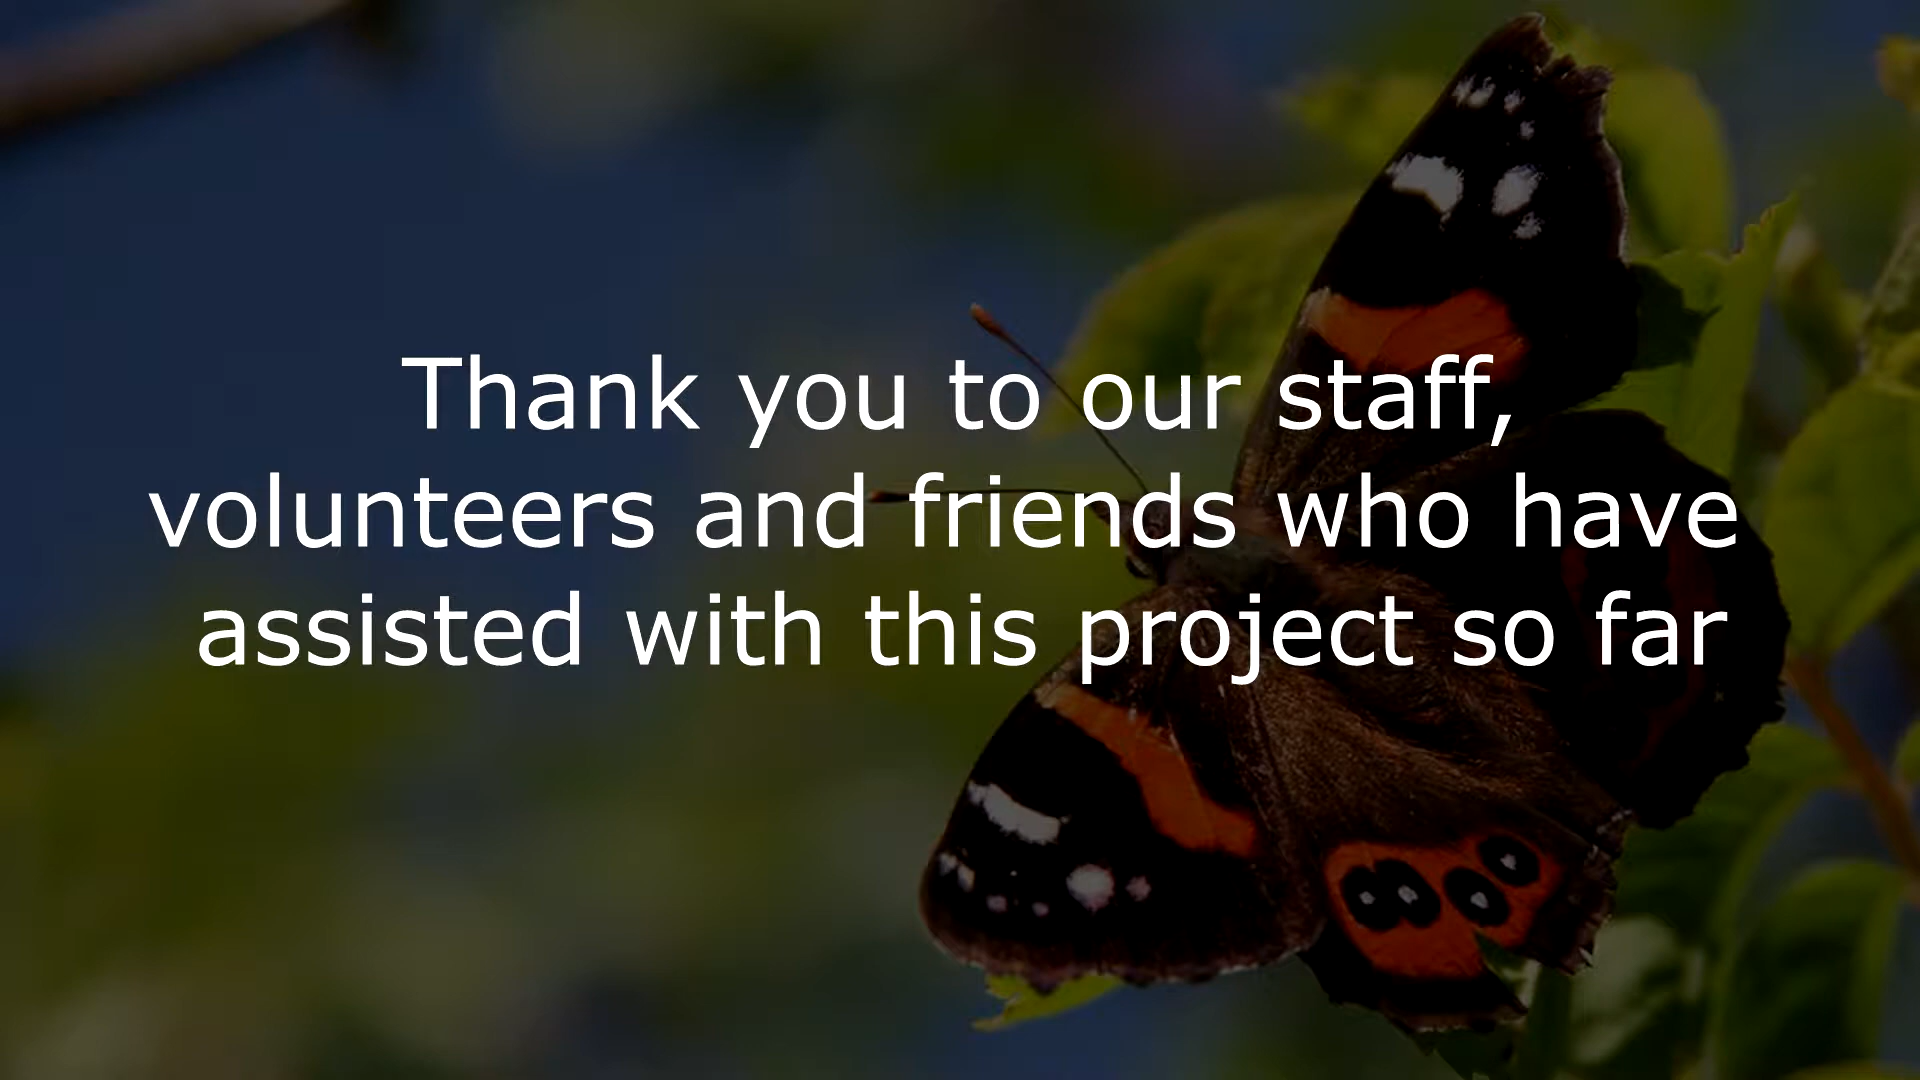 Thank you to our staff,
volunteers and friends who have
assisted with this project so far